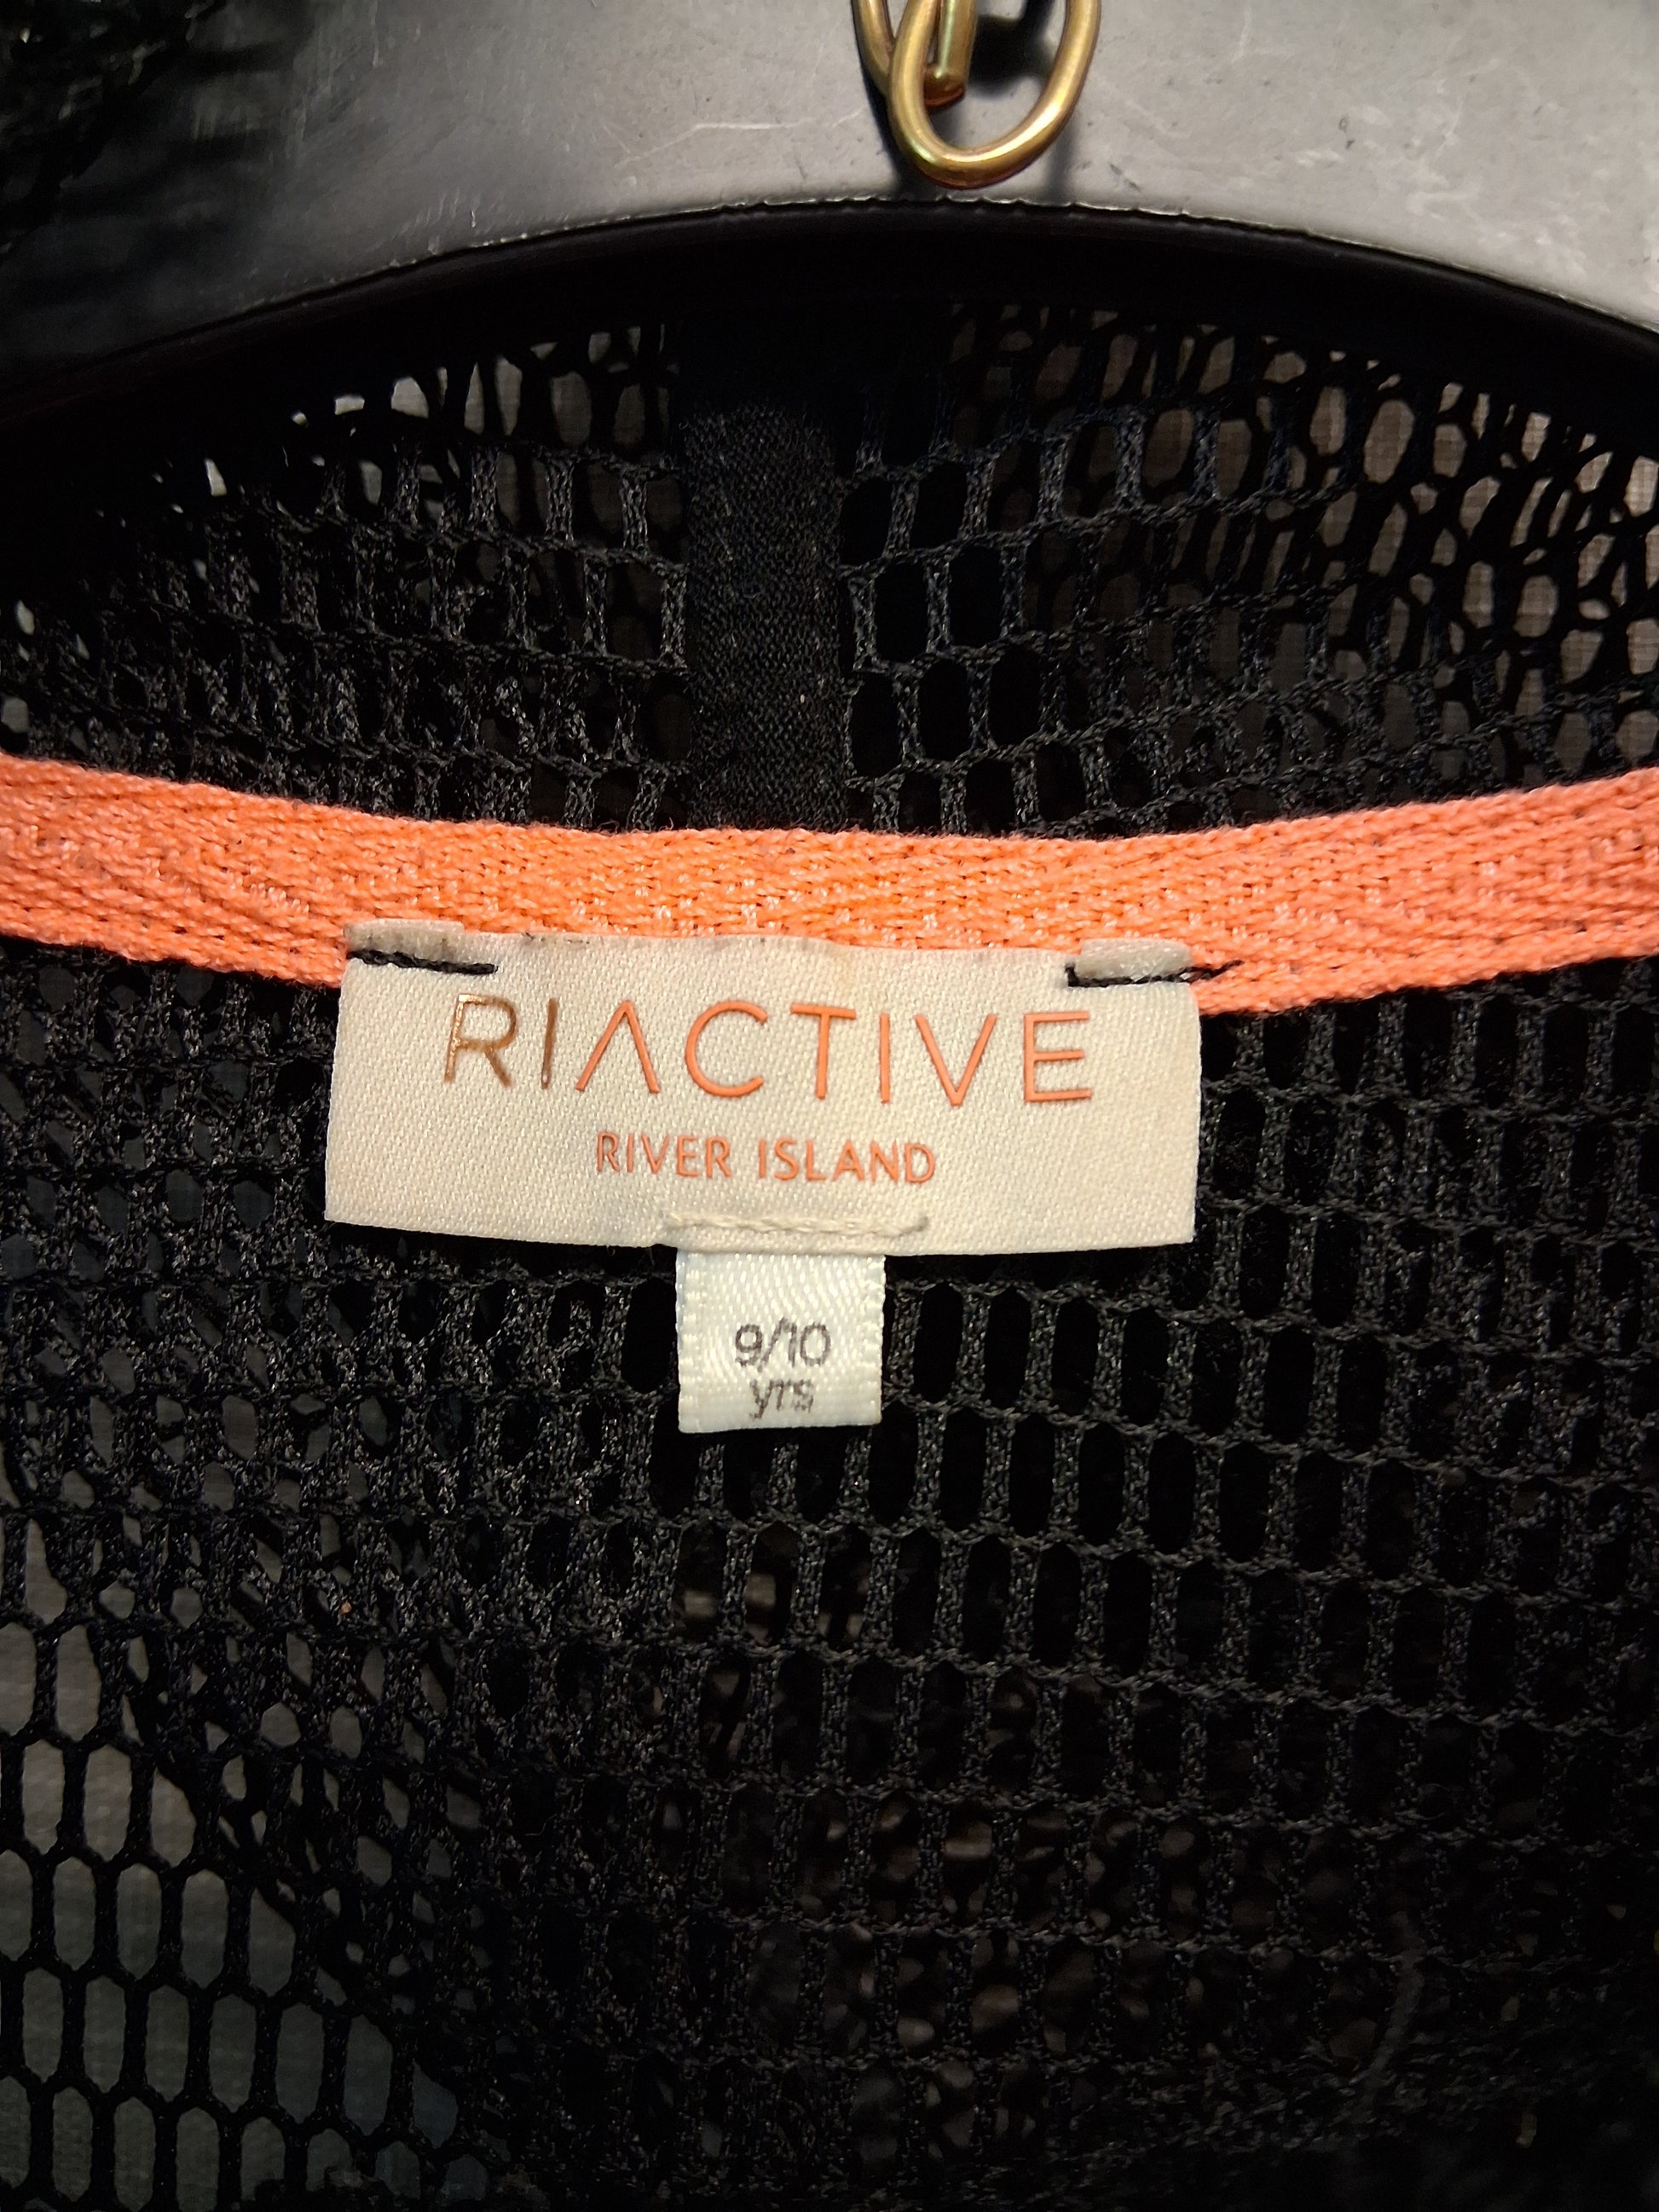 RIACTIVE
RIVER ISLAND
9/10
yrs